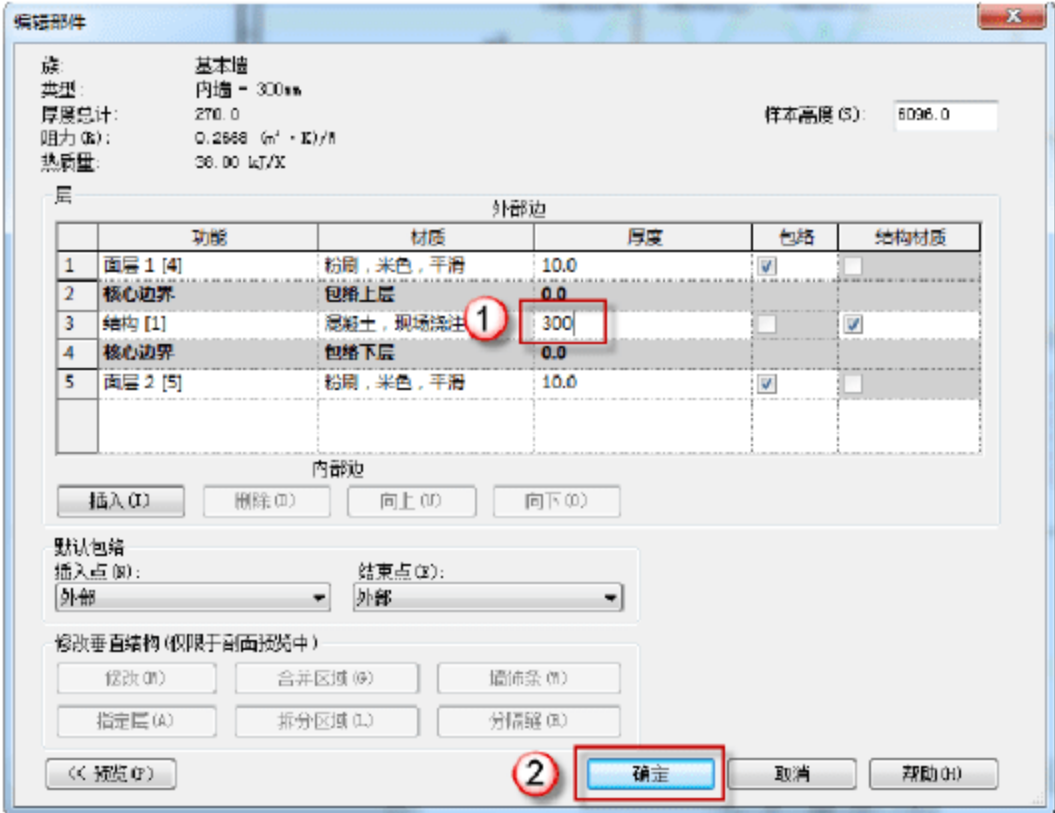 编辑部件
族: 基本墙
类型: 内墙 - 300mm
厚度总计: 270.0 样本高度(S): 6096.0
阻力(R): 0.2668 (m²·K)/W
热质量: 38.00 kJ/K
层
外部边
功能 材质 厚度 包络 结构材质
1 面层 1 [4] 粉刷，米色，平滑 10.0
2 核心边界 包络上层 0.0
3 结构 [1] 混凝土，现场浇注 1 300
4 核心边界 包络下层 0.0
5 面层 2 [5] 粉刷，米色，平滑 10.0
内部边
插入(I) 删除(D) 向上(U) 向下(O)
默认包络
插入点(N): 结束点(E):
外部 外部
修改垂直结构(仅限于剖面预览中)
修改(M) 合并区域(G) 墙饰条(W)
指定层(A) 拆分区域(L) 分隔缝(R)
<< 预览(P) 2 确定 取消 帮助(H)